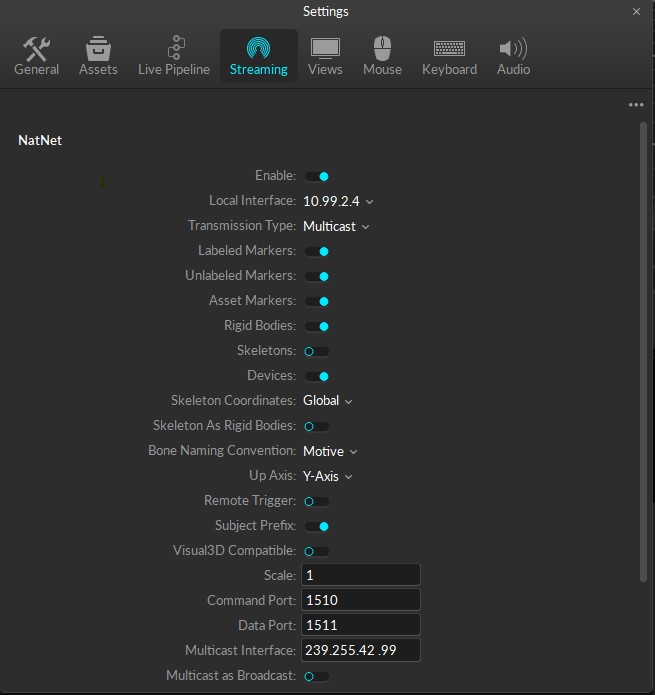 Settings
General Assets Live Pipeline Streaming Views Mouse Keyboard Audio
NatNet
Enable:
Local Interface: 10.99.2.4
Transmission Type: Multicast
Labeled Markers:
Unlabeled Markers:
Asset Markers:
Rigid Bodies:
Skeletons:
Devices:
Skeleton Coordinates: Global
Skeleton As Rigid Bodies:
Bone Naming Convention: Motive
Up Axis: Y-Axis
Remote Trigger:
Subject Prefix:
Visual3D Compatible:
Scale: 1
Command Port: 1510
Data Port: 1511
Multicast Interface: 239.255.42 .99
Multicast as Broadcast: